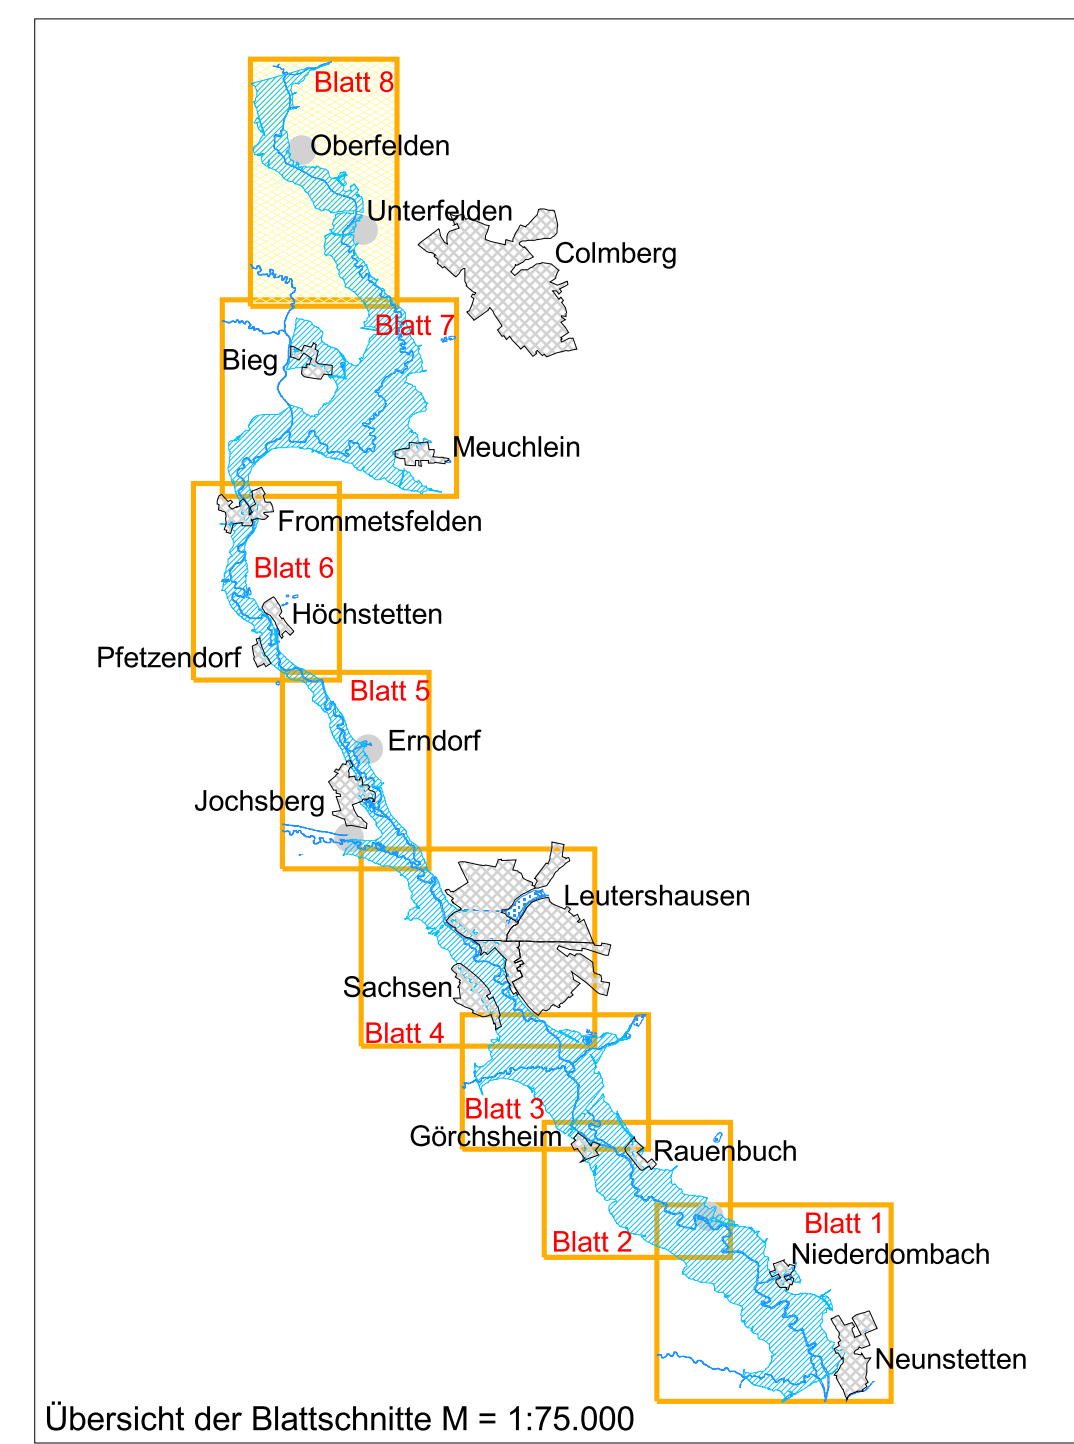 Blatt 8
Oberfelden
Unterfelden
Colmberg
Blatt 7
Bieg
Meuchlein
Frommetsfelden
Blatt 6
Höchstetten
Pfetzendorf
Blatt 5
Erndorf
Jochsberg
Leutershausen
Sachsen
Blatt 4
Blatt 3
Görchsheim
Rauenbuch
Blatt 1
Blatt 2
Niederdombach
Neunstetten
Übersicht der Blattschnitte M = 1:75.000